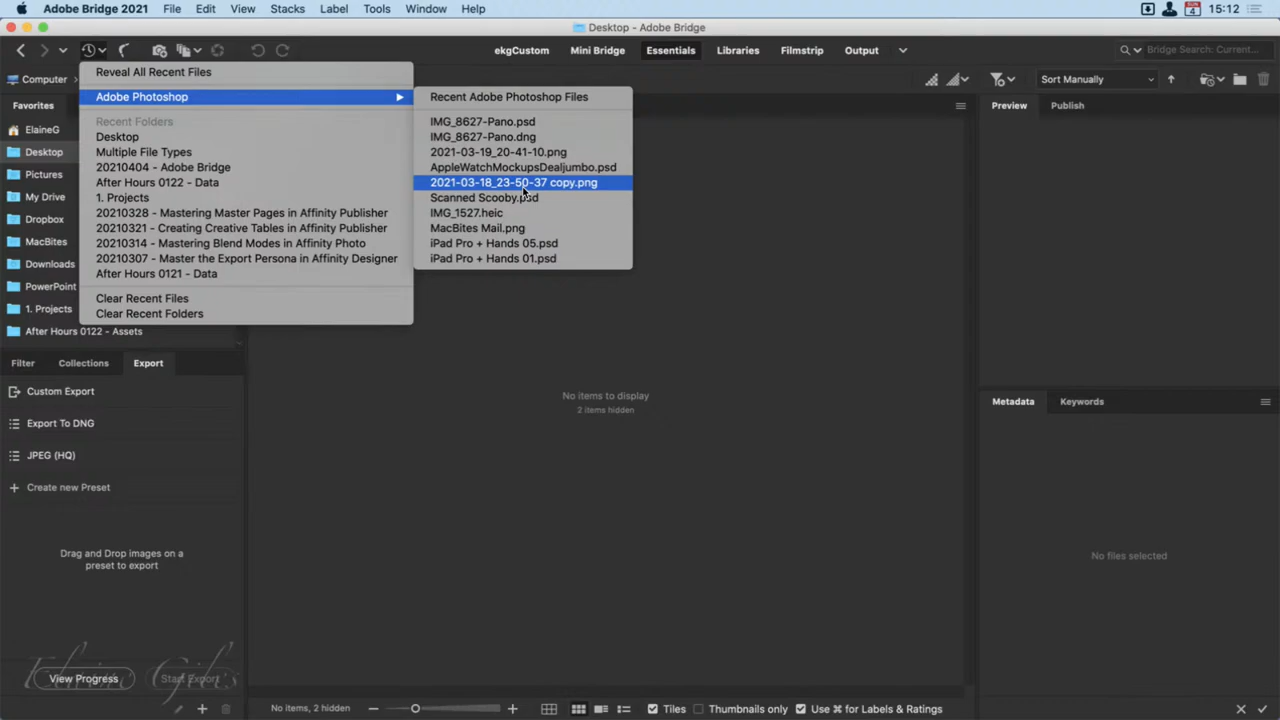 Adobe Bridge 2021 File Edit View Stacks Label Tools Window Help SUN 4 15:12
Desktop - Adobe Bridge
ekgCustom Mini Bridge Essentials Libraries Filmstrip Output Bridge Search: Current...
Computer
Sort Manually
Reveal All Recent Files
Adobe Photoshop
Recent Folders
Desktop
Multiple File Types
20210404 - Adobe Bridge
After Hours 0122 - Data
1. Projects
20210328 - Mastering Master Pages in Affinity Publisher
20210321 - Creating Creative Tables in Affinity Publisher
20210314 - Mastering Blend Modes in Affinity Photo
20210307 - Master the Export Persona in Affinity Designer
After Hours 0121 - Data
Clear Recent Files
Clear Recent Folders
Recent Adobe Photoshop Files
IMG_8627-Pano.psd
IMG_8627-Pano.dng
2021-03-19_20-41-10.png
AppleWatchMockupsDealjumbo.psd
2021-03-18_23-50-37 copy.png
Scanned Scooby.psd
IMG_1527.heic
MacBites Mail.png
iPad Pro + Hands 05.psd
iPad Pro + Hands 01.psd
Favorites
ElaineG
Desktop
Pictures
My Drive
Dropbox
MacBites
Downloads
PowerPoint
1. Projects
After Hours 0122 - Assets
Filter Collections Export
Custom Export
Export To DNG
JPEG (HQ)
Create new Preset
Drag and Drop images on a
preset to export
View Progress Start Export
No items to display
2 items hidden
Preview Publish
Metadata Keywords
No files selected
No items, 2 hidden
Tiles Thumbnails only Use ⌘ for Labels & Ratings